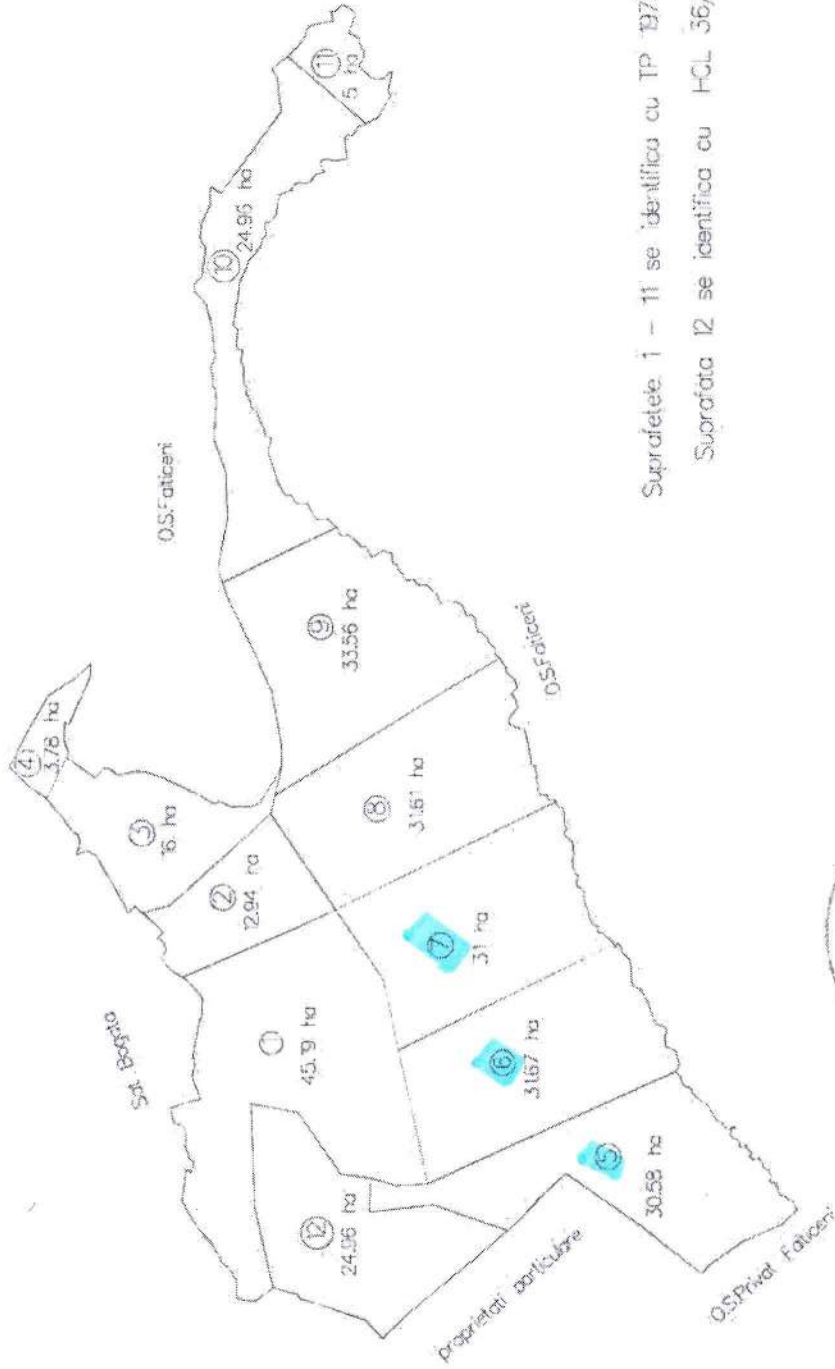 Sat Bogata
O.S.Falticeni
④
3.78 ha
③
16 ha
②
12.94 ha
①
45.19 ha
⑫
24.96 ha
⑪
5 ha
⑩
24.96 ha
⑨
33.56 ha
⑧
31.61 ha
⑦
31 ha
⑥
31.67 ha
⑤
30.58 ha
O.S.Falticeni
proprietati particulare
O.S.Privat Falticeni
Suprafetele 1 - 11 se identifica cu TP 197
Suprafata 12 se identifica cu HCL 36,